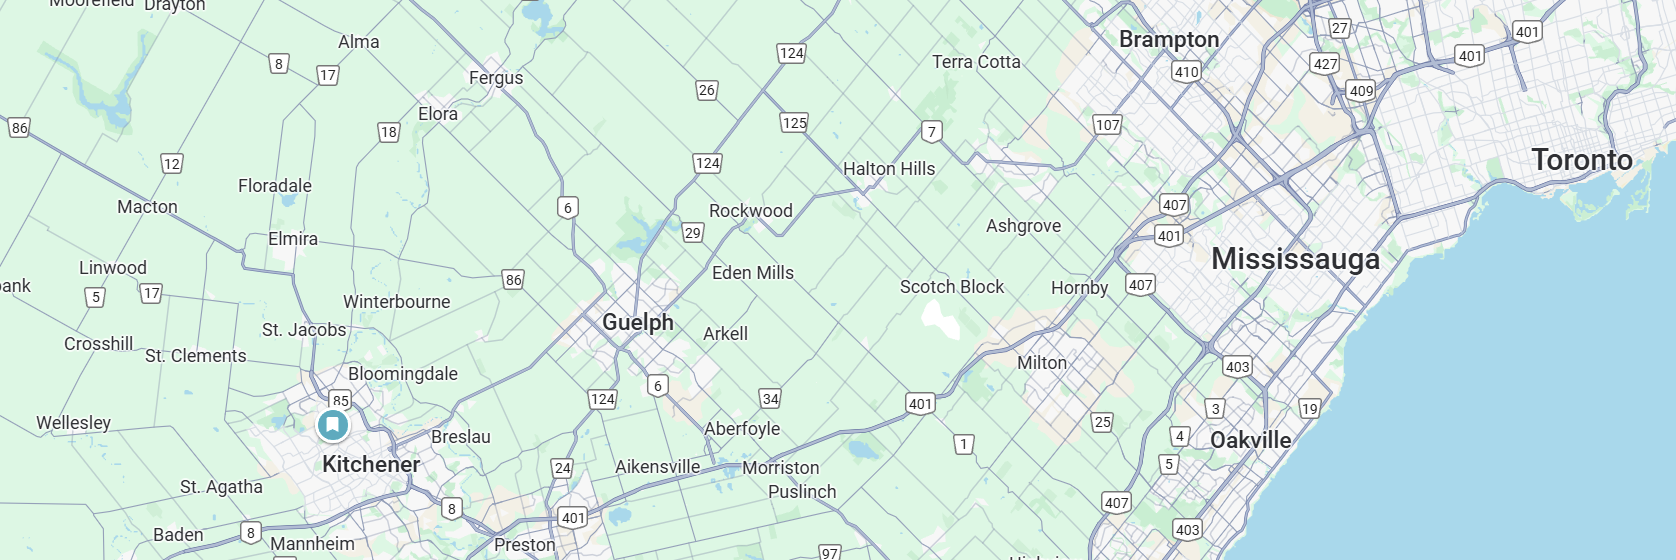 Moorefield
Drayton
Alma
8
17
Fergus
Elora
18
86
12
Floradale
Macton
Elmira
Linwood
5
17
Winterbourne
St. Jacobs
Crosshill
St. Clements
Bloomingdale
85
Wellesley
Kitchener
Breslau
St. Agatha
8
Baden
8
Mannheim
Preston
124
26
125
124
6
Rockwood
29
86
Eden Mills
Guelph
Arkell
6
124
34
Aberfoyle
24
Aikensville
Morriston
Puslinch
401
97
Terra Cotta
7
Halton Hills
Ashgrove
Scotch Block
Hornby
Milton
401
1
25
Brampton
410
107
407
401
Mississauga
407
403
3
19
4
Oakville
5
407
403
27
427
409
401
401
Toronto